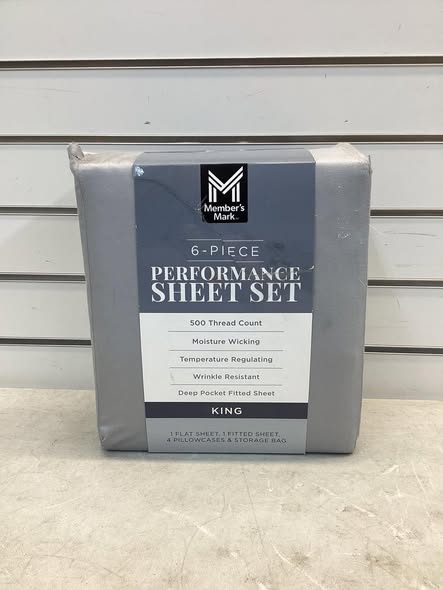 Member's
Mark™
6-PIECE
PERFORMANCE
SHEET SET
500 Thread Count
Moisture Wicking
Temperature Regulating
Wrinkle Resistant
Deep Pocket Fitted Sheet
KING
1 FLAT SHEET, 1 FITTED SHEET,
4 PILLOWCASES & STORAGE BAG